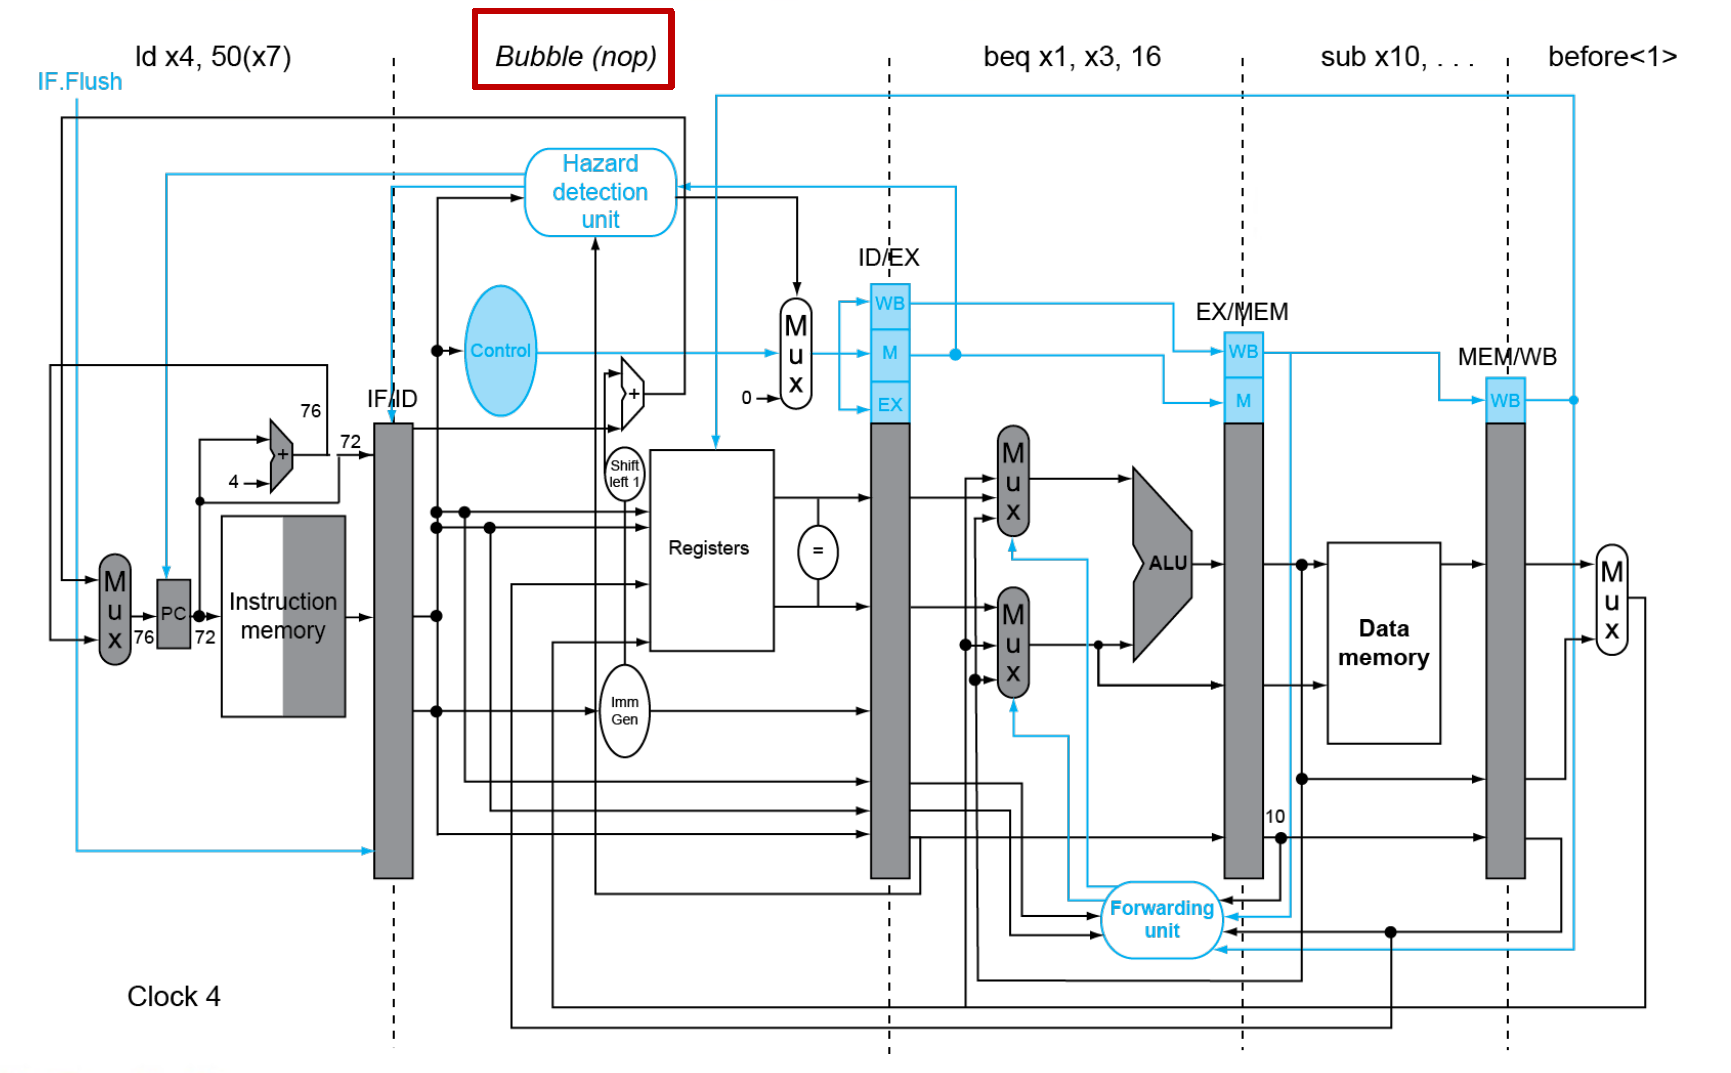 ld x4, 50(x7)
Bubble (nop)
beq x1, x3, 16
sub x10, . . .
before<1>
IF.Flush
Hazard
detection
unit
ID/EX
EX/MEM
MEM/WB
IF/ID
Control
M
u
x
0
WB
M
EX
WB
M
WB
+
76
72
+
4
Shift
left 1
Registers
=
M
u
x
M
u
x
ALU
Data
memory
M
u
x
M
u
x
76
PC
72
Instruction
memory
Imm
Gen
10
Forwarding
unit
Clock 4